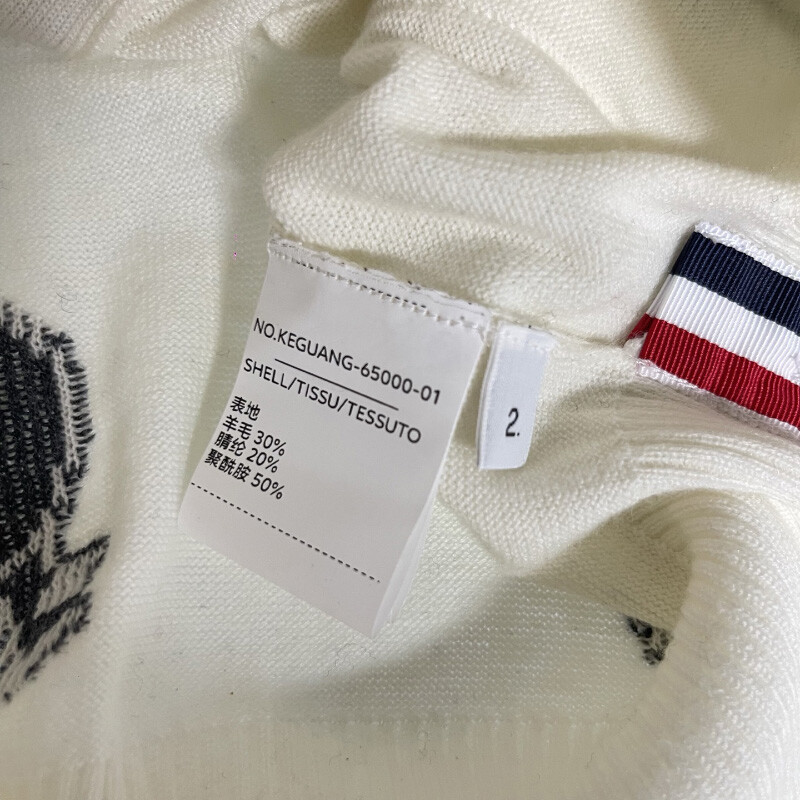 NO.KEGUANG-65000-01
SHELL/TISSU/TESSUTO
表地
羊毛 30%
腈纶 20%
聚酰胺 50%
2.